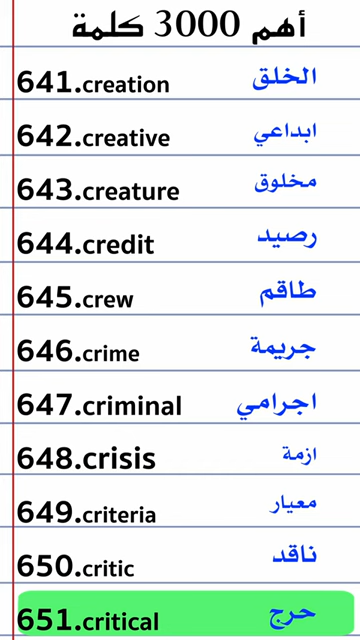 أهم 3000 كلمة
641.creation الخلق
642.creative ابداعي
643.creature مخلوق
644.credit رصيد
645.crew طاقم
646.crime جريمة
647.criminal اجرامي
648.crisis ازمة
649.criteria معيار
650.critic ناقد
651.critical حرج